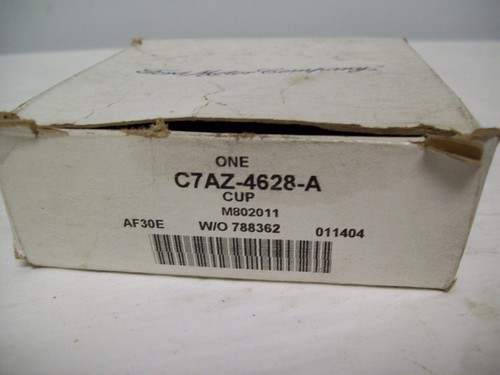 Ford Motor Company
ONE
C7AZ-4628-A
CUP
M802011
AF30E W/O 788362 011404